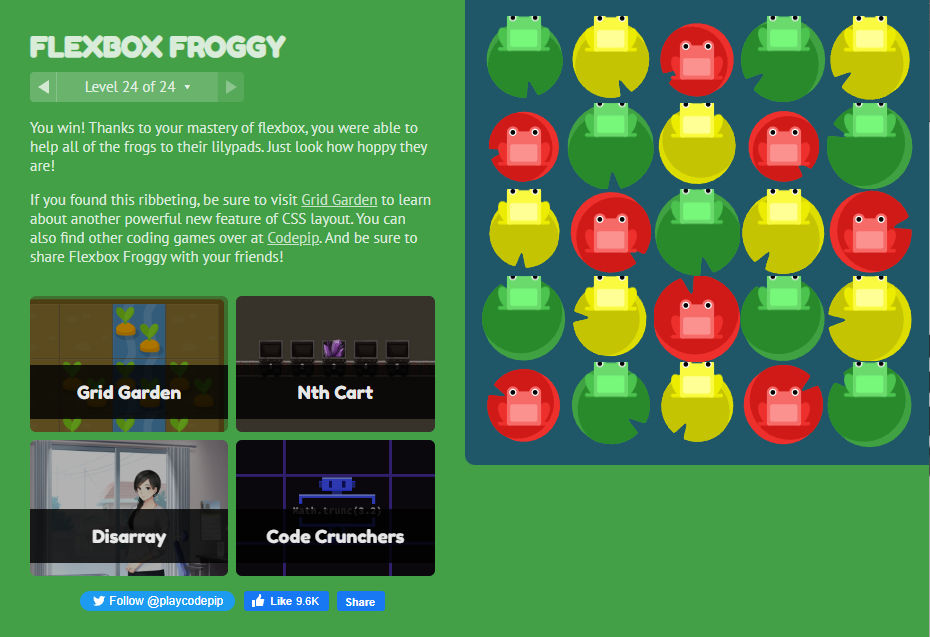 FLEXBOX FROGGY
Level 24 of 24
You win! Thanks to your mastery of flexbox, you were able to
help all of the frogs to their lilypads. Just look how hoppy they
are!
If you found this ribbeting, be sure to visit Grid Garden to learn
about another powerful new feature of CSS layout. You can
also find other coding games over at Codepip. And be sure to
share Flexbox Froggy with your friends!
Grid Garden
Nth Cart
Disarray
Math.trunc(3.2)
Code Crunchers
Follow @playcodepip
Like 9.6K
Share